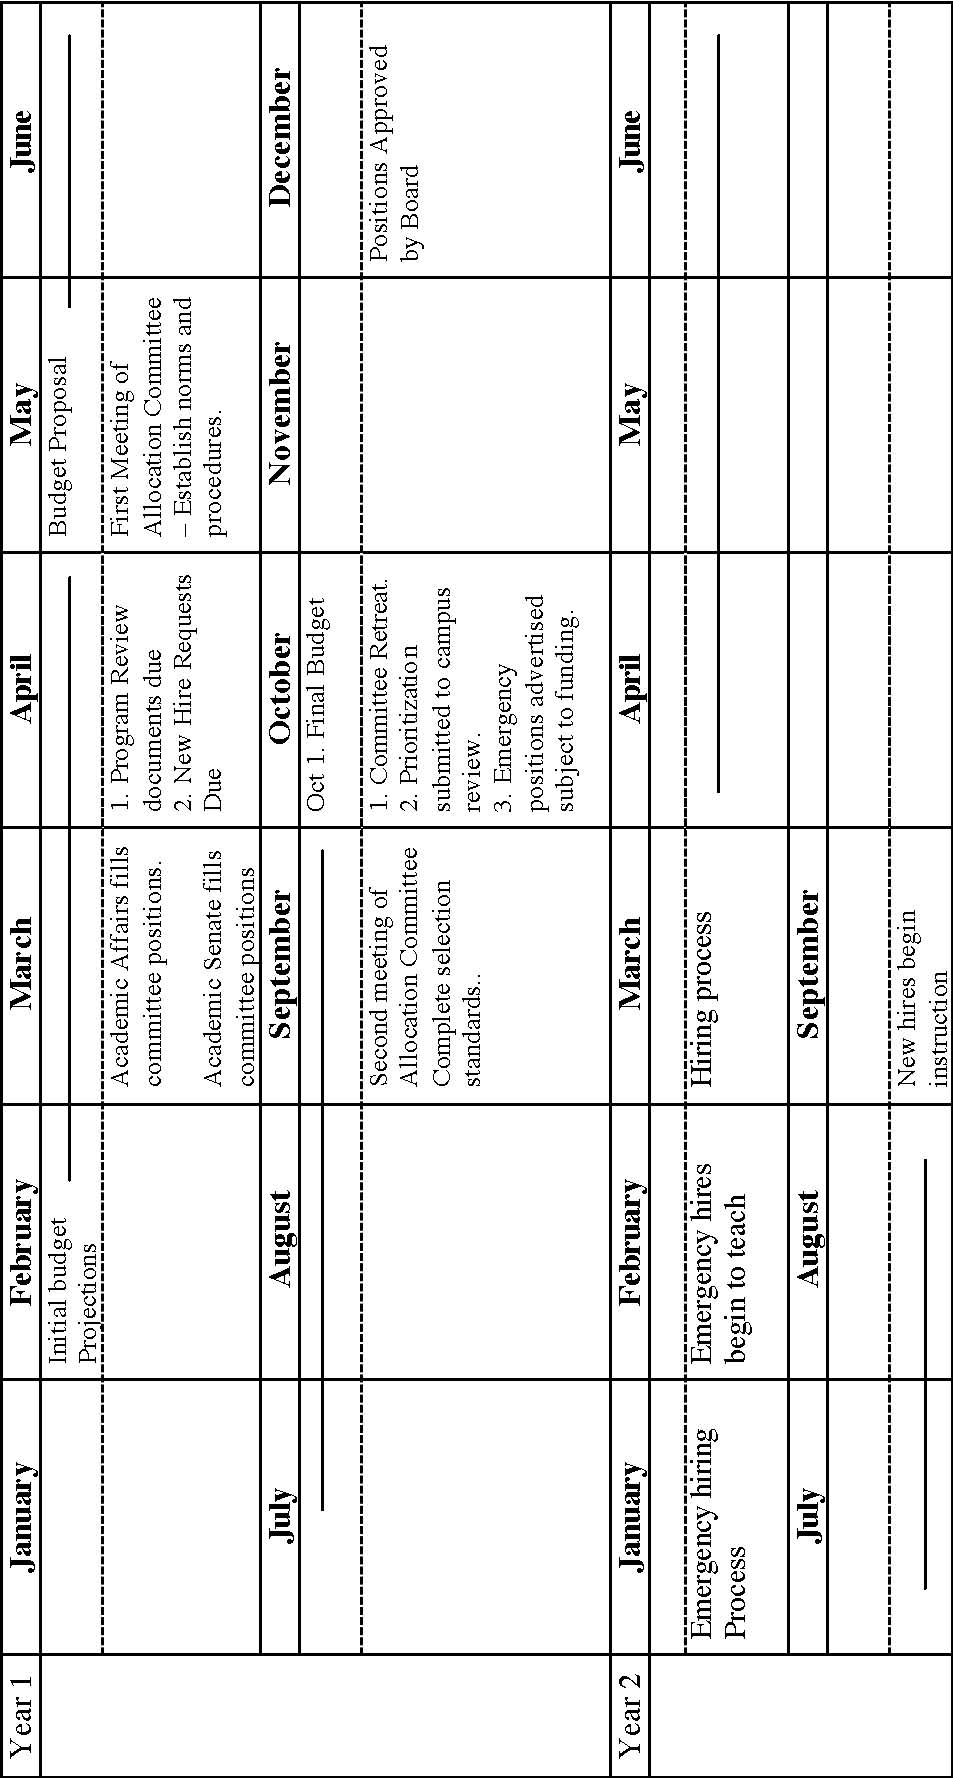 Year 1
January
February
March
April
May
June
Initial budget
Projections
Budget Proposal
Academic Affairs fills
committee positions.
Academic Senate fills
committee positions
1. Program Review
documents due
2. New Hire Requests
Due
First Meeting of
Allocation Committee
– Establish norms and
procedures.
July
August
September
October
November
December
Oct 1. Final Budget
Second meeting of
Allocation Committee
Complete selection
standards..
1. Committee Retreat.
2. Prioritization
submitted to campus
review.
3. Emergency
positions advertised
subject to funding.
Positions Approved
by Board
Year 2
January
February
March
April
May
June
Emergency hiring
Process
Emergency hires
begin to teach
Hiring process
July
August
September
New hires begin
instruction